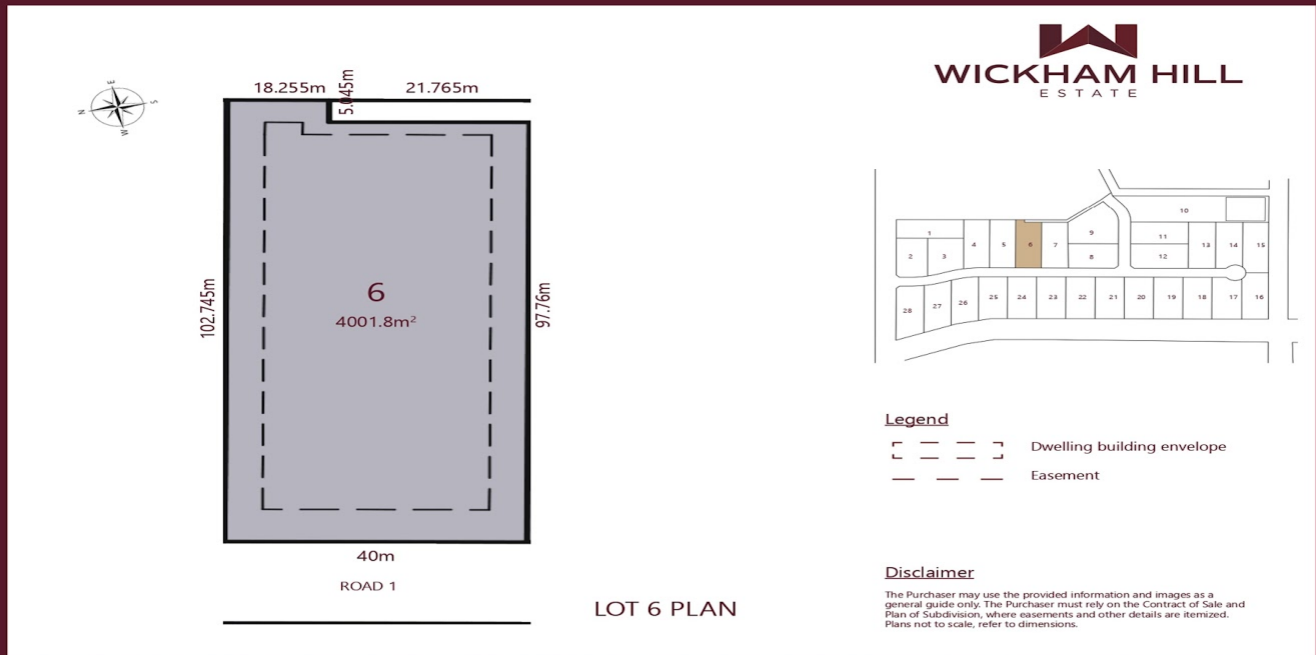 WICKHAM HILL
ESTATE
E
S
N
W
18.255m
5.045m
21.765m
102.745m
6
4001.8m²
97.76m
40m
ROAD 1
LOT 6 PLAN
1
2
3
4
5
6
7
8
9
10
11
12
13
14
15
28
27
26
25
24
23
22
21
20
19
18
17
16
Legend
Dwelling building envelope
Easement
Disclaimer
The Purchaser may use the provided information and images as a
general guide only. The Purchaser must rely on the Contract of Sale and
Plan of Subdivision, where easements and other details are itemized.
Plans not to scale, refer to dimensions.